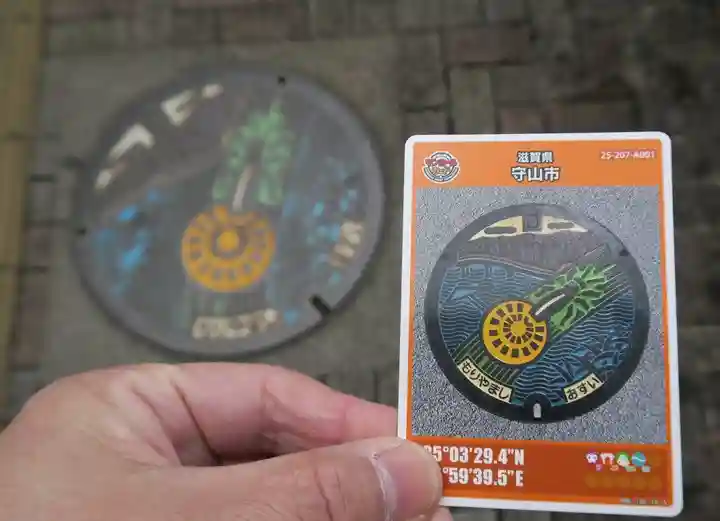 滋賀県
守山市
25-207-A001
もりやまし
おすい
5°03'29.4"N
°59'39.5"E